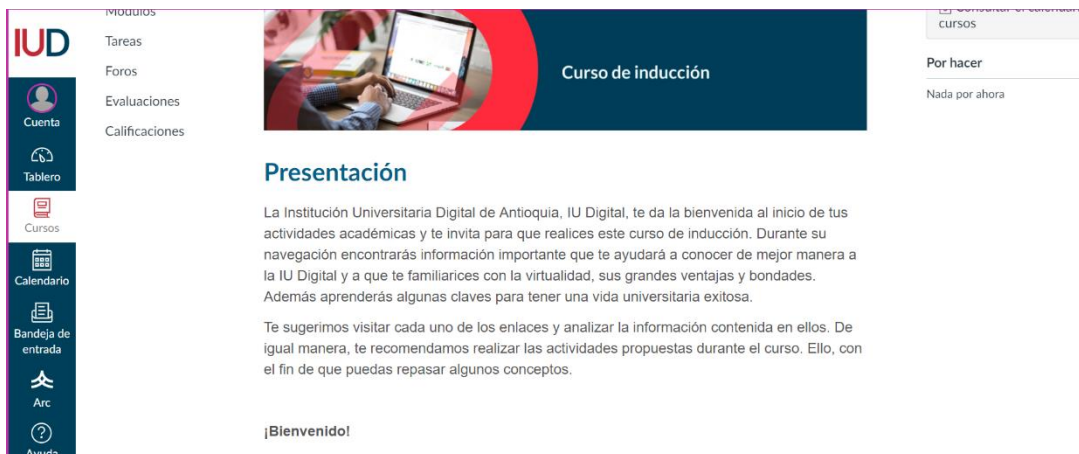 IUD
Cuenta
Tablero
Cursos
Calendario
Bandeja de
entrada
Arc
Ayuda
Módulos
Tareas
Foros
Evaluaciones
Calificaciones
Curso de inducción
Presentación
La Institución Universitaria Digital de Antioquia, IU Digital, te da la bienvenida al inicio de tus
actividades académicas y te invita para que realices este curso de inducción. Durante su
navegación encontrarás información importante que te ayudará a conocer de mejor manera a
la IU Digital y a que te familiarices con la virtualidad, sus grandes ventajas y bondades.
Además aprenderás algunas claves para tener una vida universitaria exitosa.
Te sugerimos visitar cada uno de los enlaces y analizar la información contenida en ellos. De
igual manera, te recomendamos realizar las actividades propuestas durante el curso. Ello, con
el fin de que puedas repasar algunos conceptos.
¡Bienvenido!
cursos
Por hacer
Nada por ahora